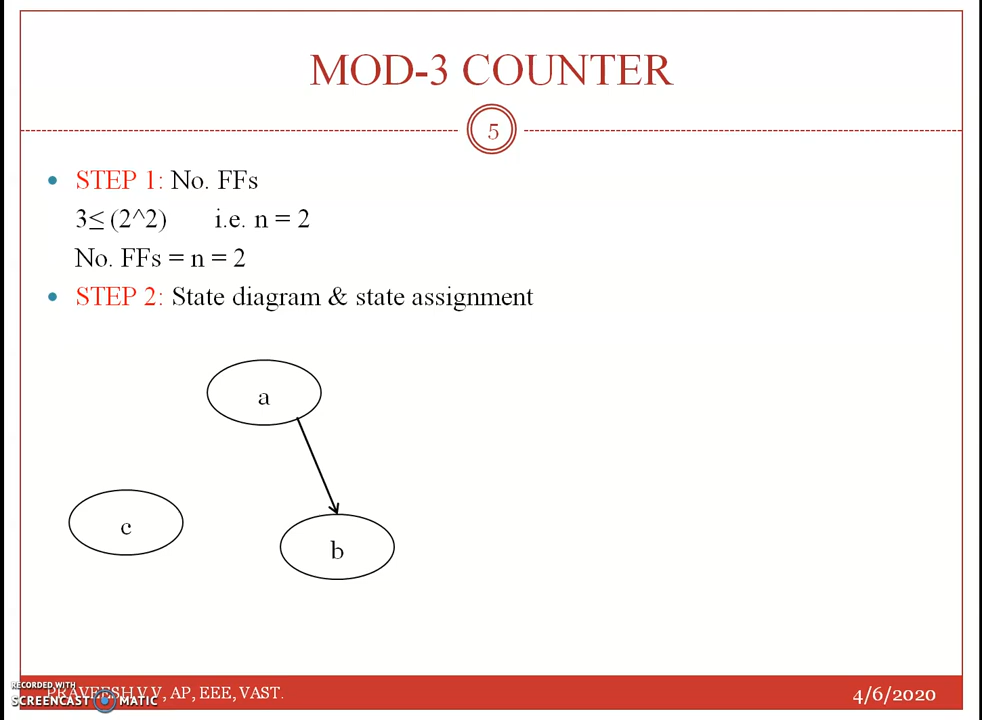 MOD-3 COUNTER
5
STEP 1: No. FFs
3≤ (2^2) i.e. n = 2
No. FFs = n = 2
STEP 2: State diagram & state assignment
a
c
b
RECORDED WITH
PRAVEESH.V.V, AP, EEE, VAST.
SCREENCAST MATIC
4/6/2020